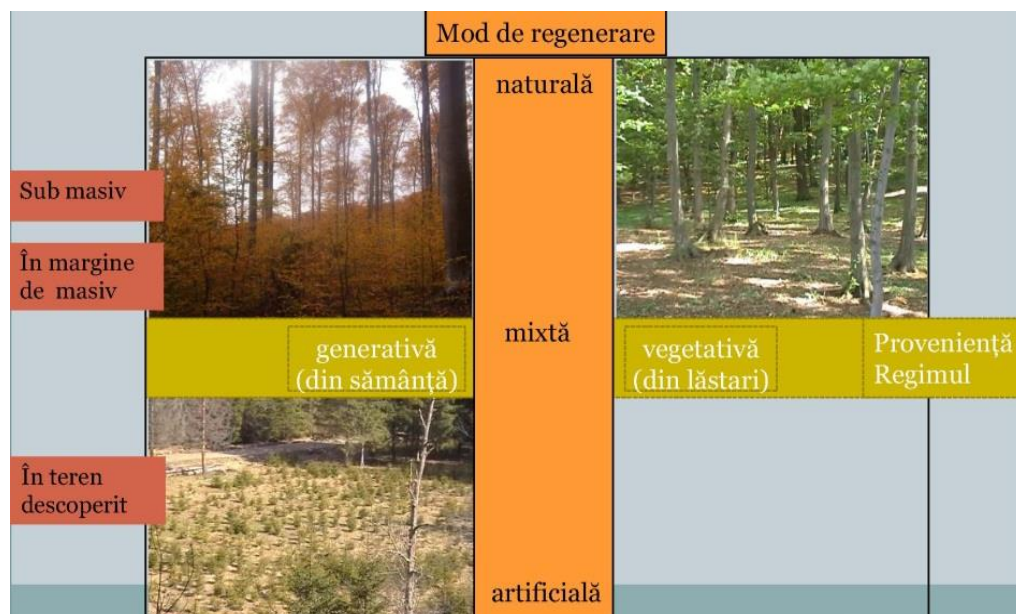 Mod de regenerare
naturală
Sub masiv
În margine
de masiv
mixtă
generativă
(din sămânță)
vegetativă
(din lăstari)
Proveniență
Regimul
În teren
descoperit
artificială